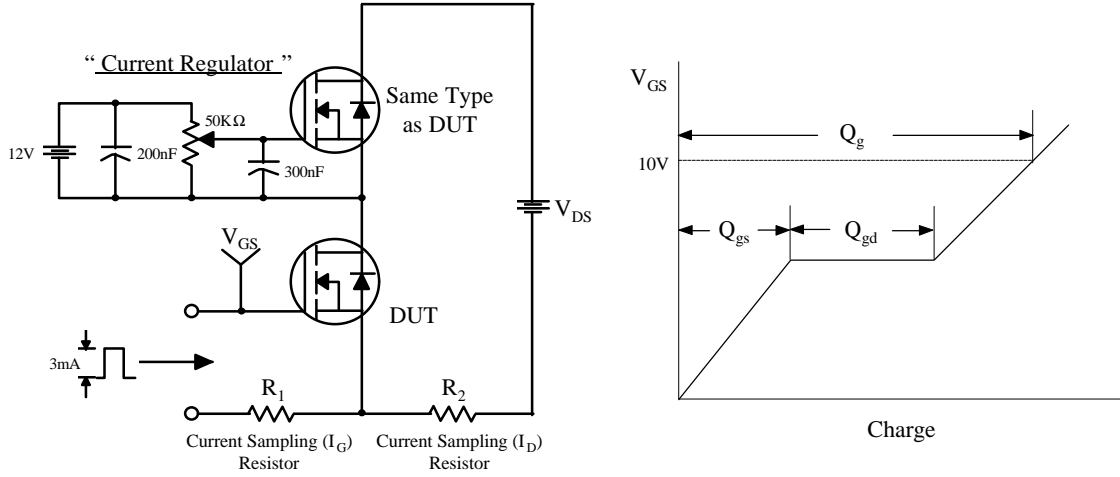 “ Current Regulator ”
12V
200nF
50KΩ
300nF
Same Type
as DUT
V_DS
V_GS
DUT
3mA
R_1
R_2
Current Sampling (I_G)
Resistor
Current Sampling (I_D)
Resistor
V_GS
Q_g
10V
Q_gs
Q_gd
Charge